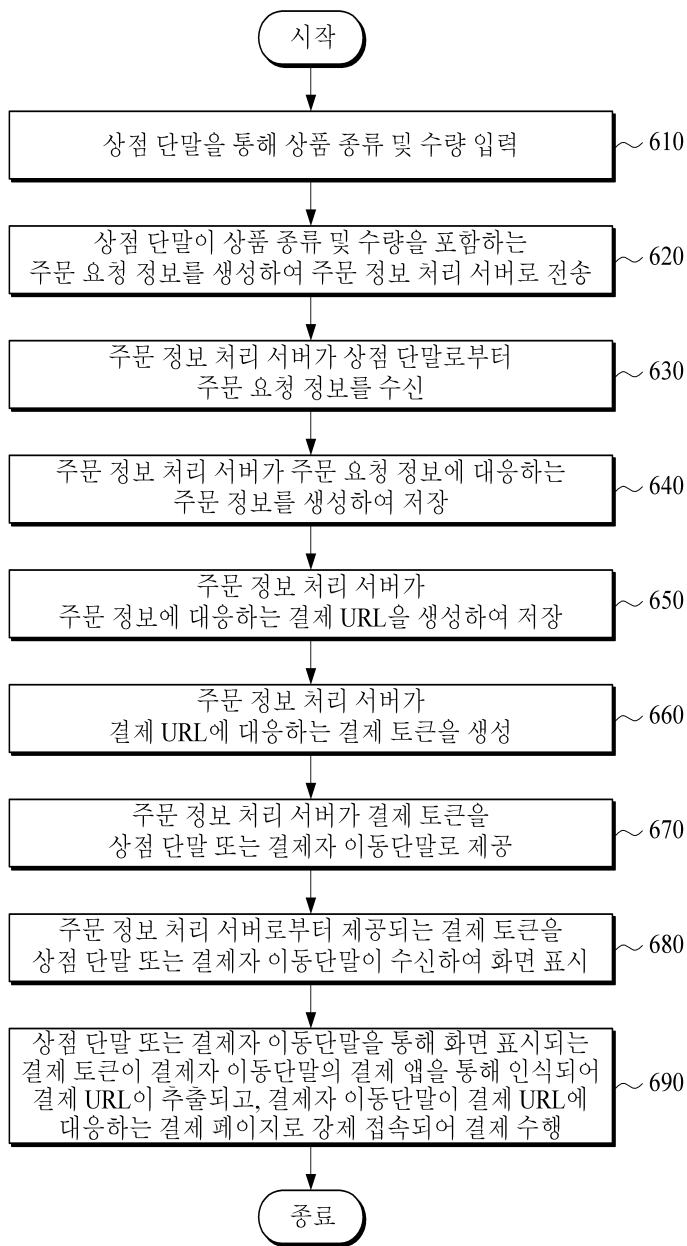 시작
상점 단말을 통해 상품 종류 및 수량 입력
610
상점 단말이 상품 종류 및 수량을 포함하는
주문 요청 정보를 생성하여 주문 정보 처리 서버로 전송
620
주문 정보 처리 서버가 상점 단말로부터
주문 요청 정보를 수신
630
주문 정보 처리 서버가 주문 요청 정보에 대응하는
주문 정보를 생성하여 저장
640
주문 정보 처리 서버가
주문 정보에 대응하는 결제 URL을 생성하여 저장
650
주문 정보 처리 서버가
결제 URL에 대응하는 결제 토큰을 생성
660
주문 정보 처리 서버가 결제 토큰을
상점 단말 또는 결제자 이동단말로 제공
670
주문 정보 처리 서버로부터 제공되는 결제 토큰을
상점 단말 또는 결제자 이동단말이 수신하여 화면 표시
680
상점 단말 또는 결제자 이동단말을 통해 화면 표시되는
결제 토큰이 결제자 이동단말의 결제 앱을 통해 인식되어
결제 URL이 추출되고, 결제자 이동단말이 결제 URL에
대응하는 결제 페이지로 강제 접속되어 결제 수행
690
종료